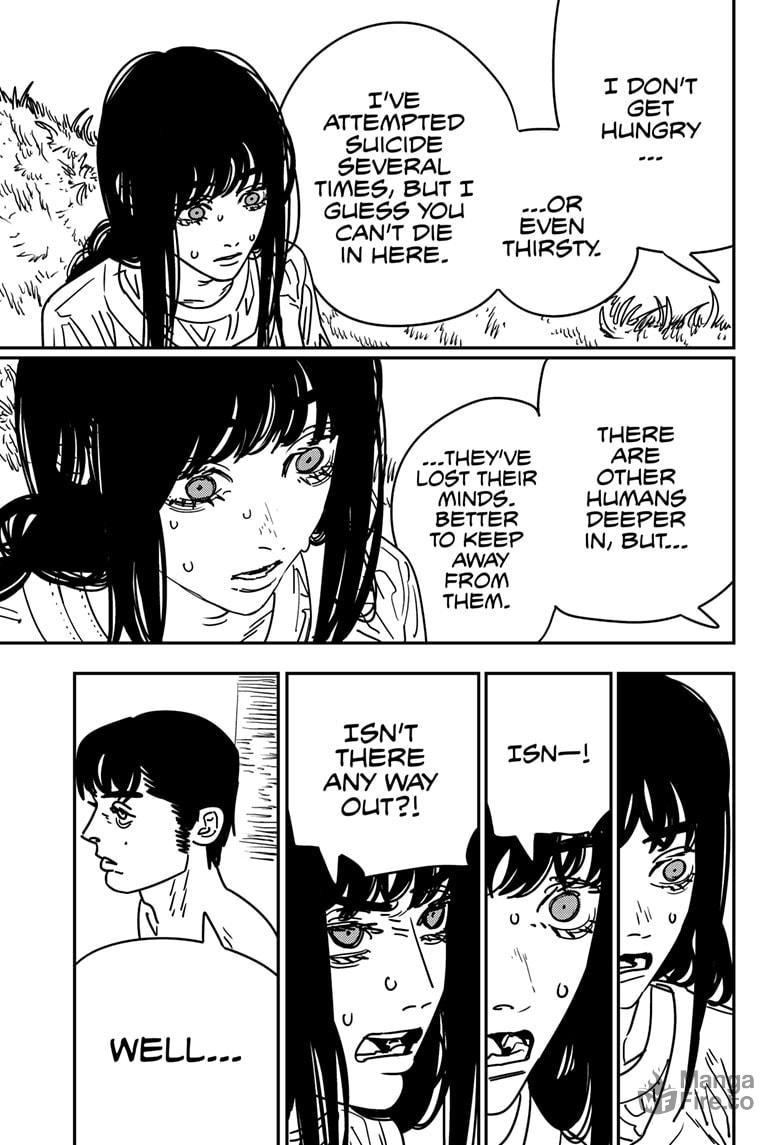 I DON'T
GET
HUNGRY
...
...OR
EVEN
THIRSTY.
I'VE
ATTEMPTED
SUICIDE
SEVERAL
TIMES, BUT I
GUESS YOU
CAN'T DIE
IN HERE.
THERE
ARE
OTHER
HUMANS
DEEPER
IN, BUT...
...THEY'VE
LOST THEIR
MINDS.
BETTER
TO KEEP
AWAY
FROM
THEM.
ISN—!
ISN'T
THERE
ANY WAY
OUT?!
WELL...
MF
Manga
Fire.to